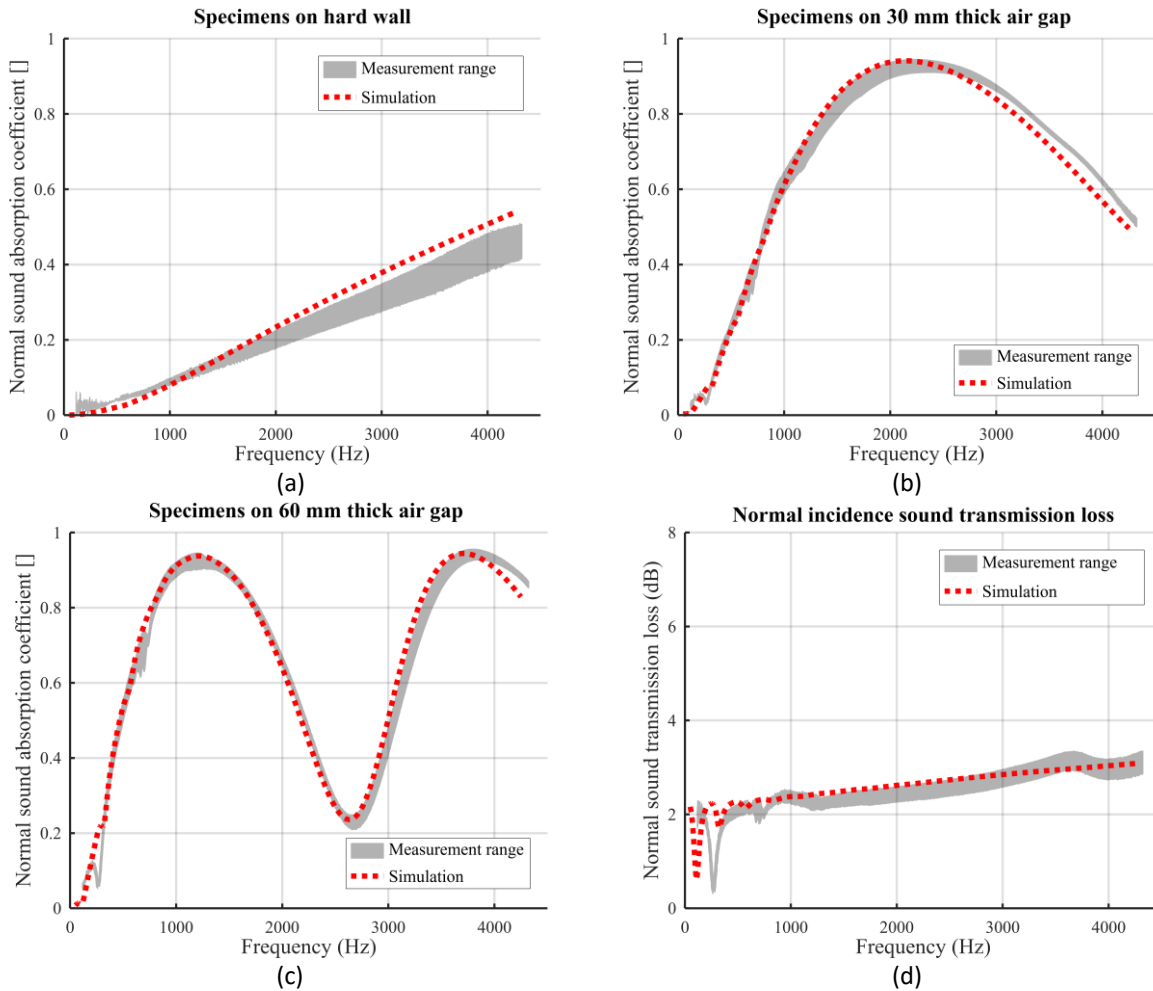 Specimens on hard wall
Normal sound absorption coefficient []
1
0.8
0.6
0.4
0.2
0
Measurement range
Simulation
0 1000 2000 3000 4000
Frequency (Hz)
(a)
Specimens on 30 mm thick air gap
Normal sound absorption coefficient []
1
0.8
0.6
0.4
0.2
0
Measurement range
Simulation
0 1000 2000 3000 4000
Frequency (Hz)
(b)
Specimens on 60 mm thick air gap
Normal sound absorption coefficient []
1
0.8
0.6
0.4
0.2
0
Measurement range
Simulation
0 1000 2000 3000 4000
Frequency (Hz)
(c)
Normal incidence sound transmission loss
Normal sound transmission loss (dB)
8
6
4
2
0
Measurement range
Simulation
0 1000 2000 3000 4000
Frequency (Hz)
(d)